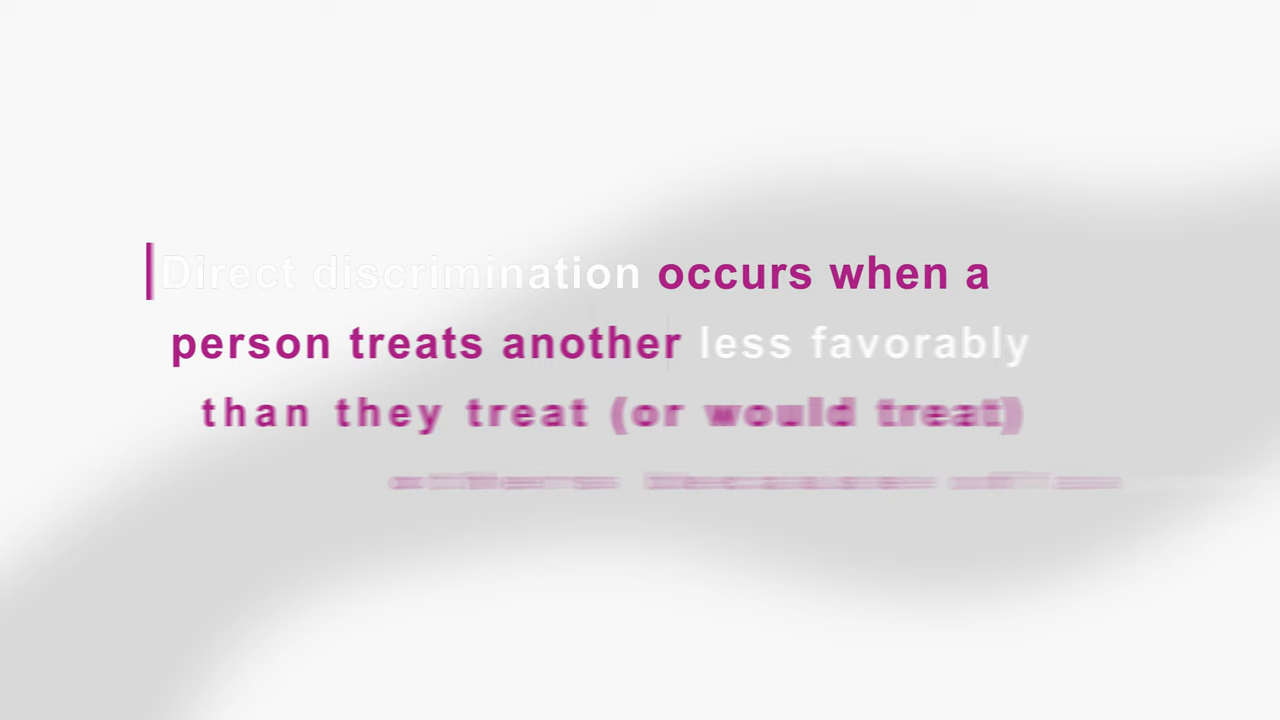 Direct discrimination occurs when a
person treats another less favorably
than they treat (or would treat)